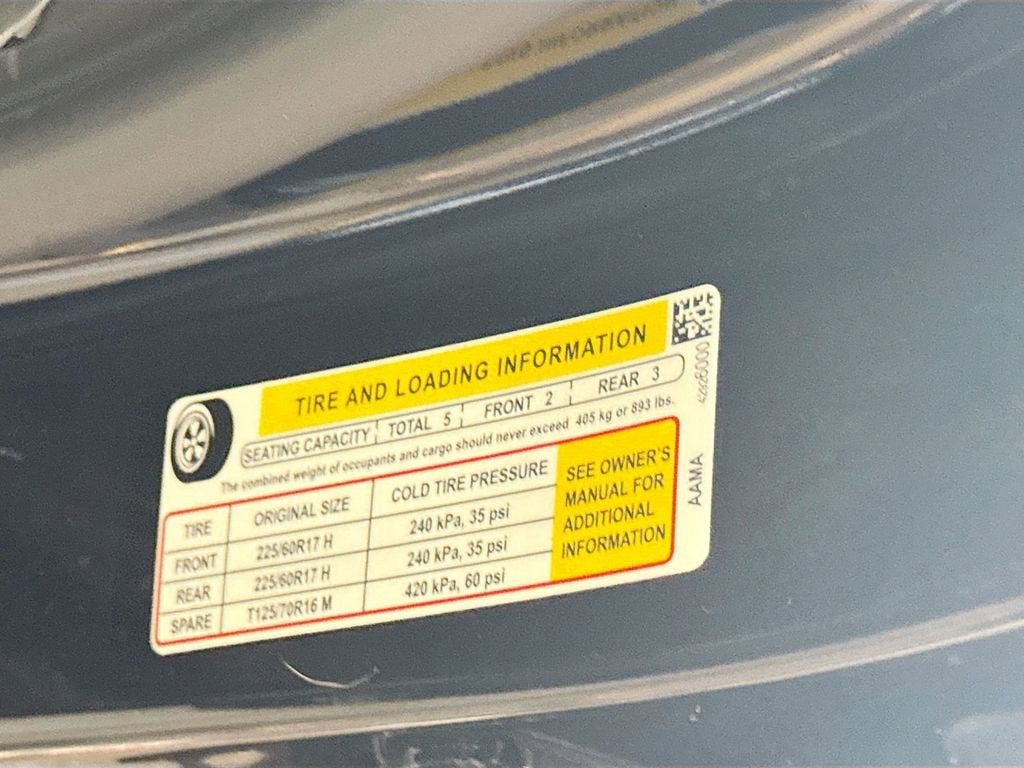 TIRE AND LOADING INFORMATION
SEATING CAPACITY TOTAL 5 FRONT 2 REAR 3
The combined weight of occupants and cargo should never exceed 405 kg or 893 lbs.
TIRE ORIGINAL SIZE COLD TIRE PRESSURE
FRONT 225/60R17 H 240 kPa, 35 psi
REAR 225/60R17 H 240 kPa, 35 psi
SPARE T125/70R16 M 420 kPa, 60 psi
SEE OWNER'S
MANUAL FOR
ADDITIONAL
INFORMATION
AAMA